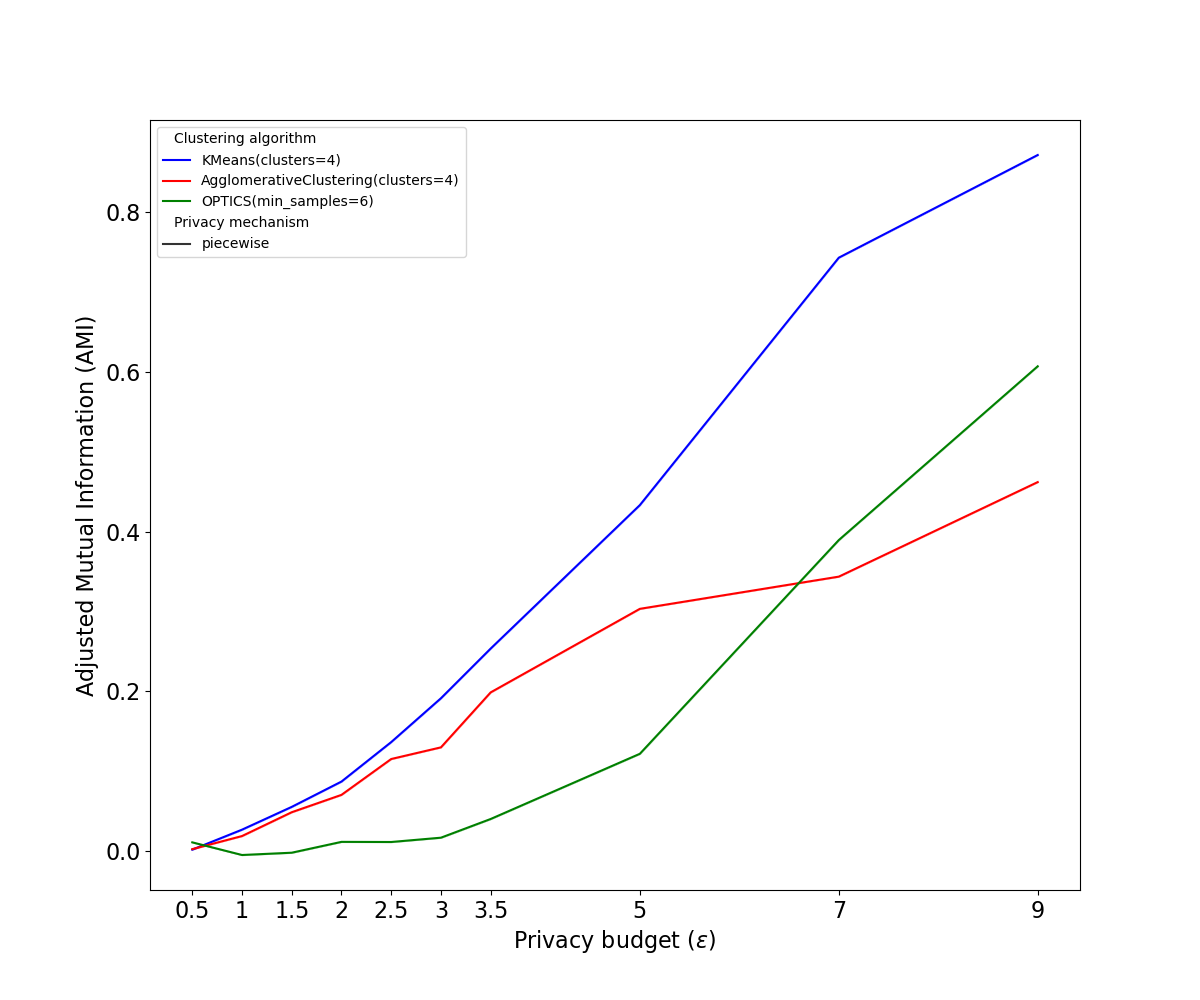 Clustering algorithm
KMeans(clusters=4)
AgglomerativeClustering(clusters=4)
OPTICS(min_samples=6)
Privacy mechanism
piecewise
Adjusted Mutual Information (AMI)
0.8
0.6
0.4
0.2
0.0
0.5 1 1.5 2 2.5 3 3.5 5 7 9
Privacy budget (ε)